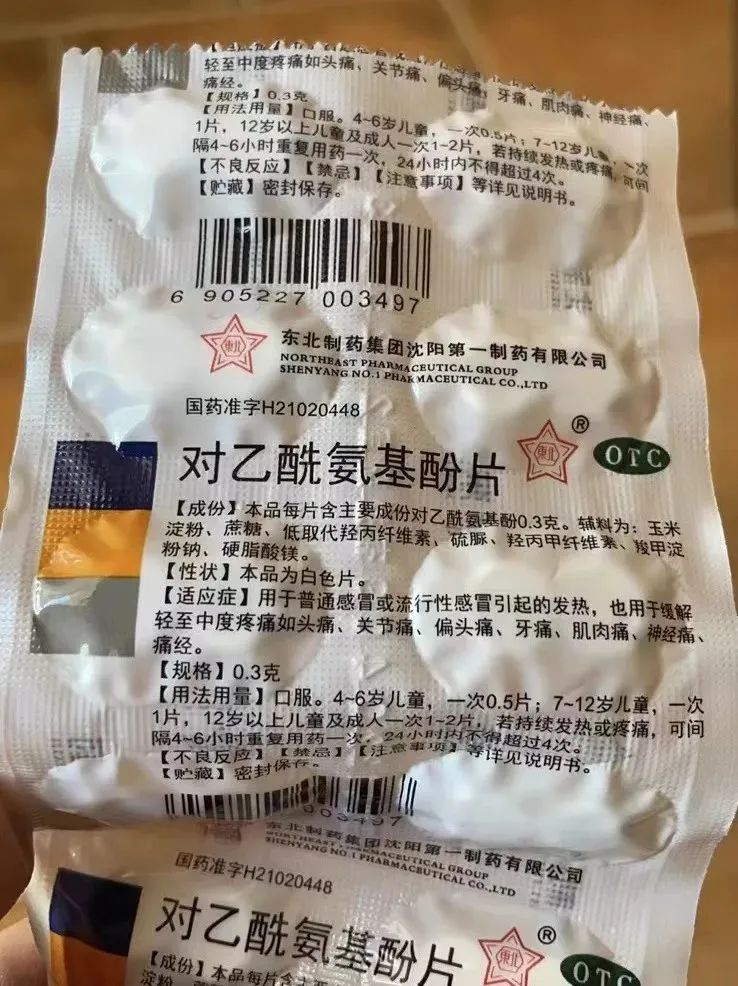 轻至中度疼痛如头痛、关节痛、偏头痛、牙痛、肌肉痛、神经痛、
痛经。
【规格】0.3克
【用法用量】口服。4~6岁儿童，一次0.5片；7~12岁儿童，一次
1片，12岁以上儿童及成人一次1~2片，若持续发热或疼痛，可间
隔4~6小时重复用药一次，24小时内不得超过4次。
【不良反应】【禁忌】【注意事项】等详见说明书。
【贮藏】密封保存。
6 905227 003497
東北
东北制药集团沈阳第一制药有限公司
NORTHEAST PHARMACEUTICAL GROUP
SHENYANG NO.1 PHARMACEUTICAL CO.,LTD
国药准字H21020448
对乙酰氨基酚片
東北
®
OTC
【成份】本品每片含主要成份对乙酰氨基酚0.3克。辅料为：玉米
淀粉、蔗糖、低取代羟丙纤维素、硫脲、羟丙甲纤维素、羧甲淀
粉钠、硬脂酸镁。
【性状】本品为白色片。
【适应症】用于普通感冒或流行性感冒引起的发热，也用于缓解
轻至中度疼痛如头痛、关节痛、偏头痛、牙痛、肌肉痛、神经痛、
痛经。
【规格】0.3克
【用法用量】口服。4~6岁儿童，一次0.5片；7~12岁儿童，一次
1片，12岁以上儿童及成人一次1~2片，若持续发热或疼痛，可间
隔4~6小时重复用药一次，24小时内不得超过4次。
【不良反应】【禁忌】【注意事项】等详见说明书。
【贮藏】密封保存。
003497
东北制药集团沈阳第一制药有限公司
NORTHEAST PHARMACEUTICAL GROUP
SHENYANG NO.1 PHARMACEUTICAL CO.,LTD
国药准字H21020448
对乙酰氨基酚片
東北
®
OTC
【成份】本品每片含主
淀粉、